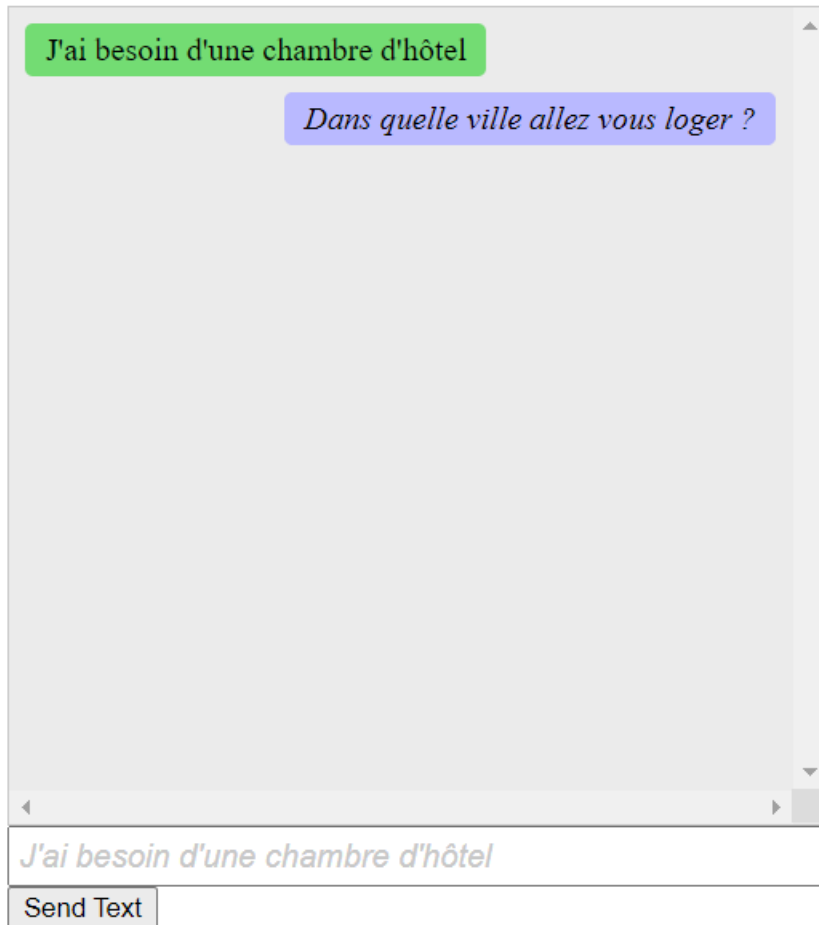 J'ai besoin d'une chambre d'hôtel
Dans quelle ville allez vous loger ?
J'ai besoin d'une chambre d'hôtel
Send Text